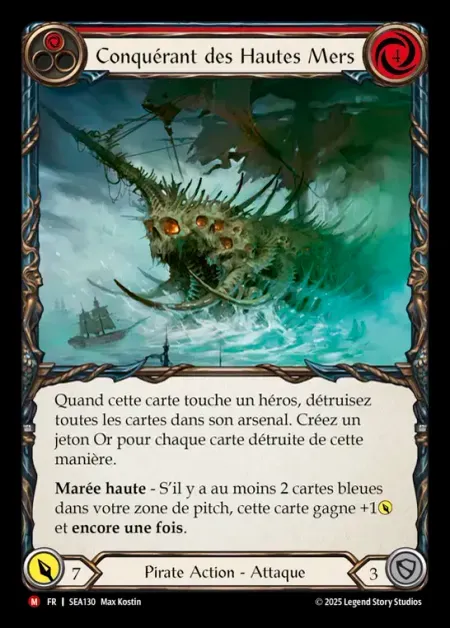 Conquérant des Hautes Mers
4
Quand cette carte touche un héros, détruisez
toutes les cartes dans son arsenal. Créez un
jeton Or pour chaque carte détruite de cette
manière.
Marée haute - S'il y a au moins 2 cartes bleues
dans votre zone de pitch, cette carte gagne +1
et encore une fois.
7
Pirate Action - Attaque
3
M FR | SEA130 Max Kostin
© 2025 Legend Story Studios